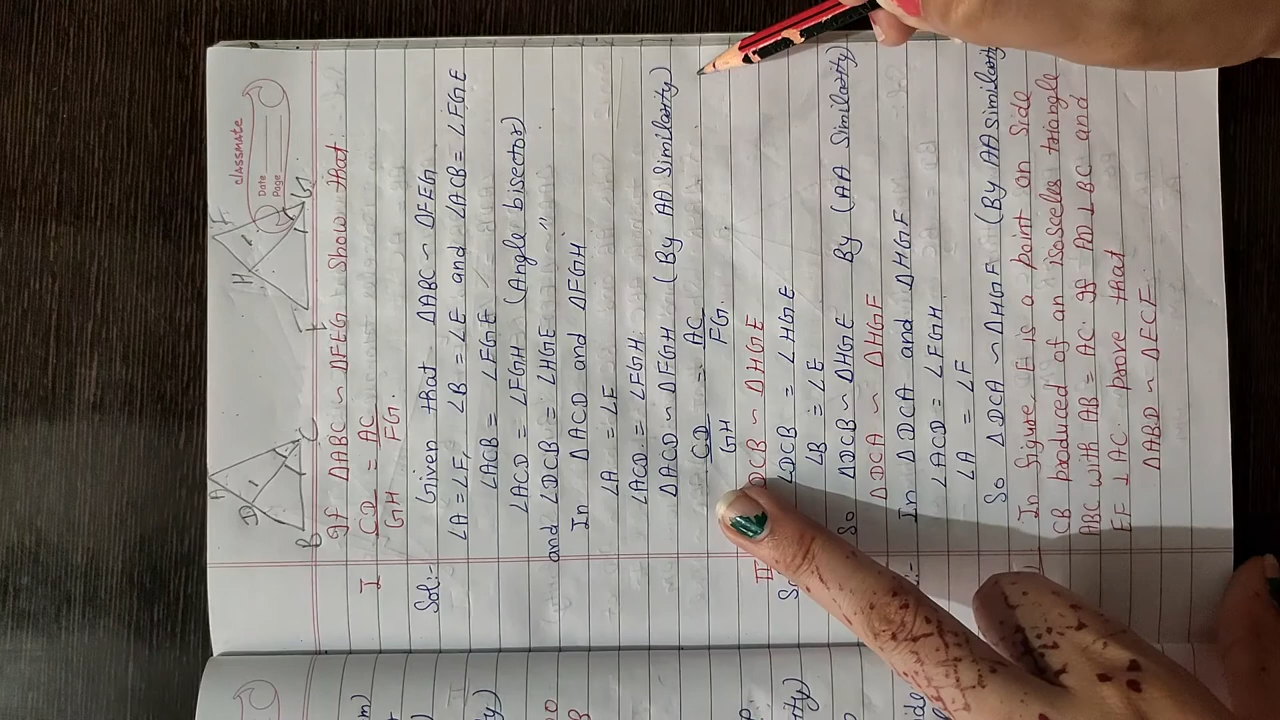 classmate
Date
Page
A
D
B
C
H
F
E
G
If ΔABC ~ ΔFEG Show that:
I CD/GH = AC/FG.
Sol:- Given that ΔABC ~ ΔFEG
∠A = ∠F, ∠B = ∠E and ∠ACB = ∠FGE
∠ACB = ∠FGE
∠ACD = ∠FGH (Angle bisector)
and ∠DCB = ∠HGE "
In ΔACD and ΔFGH
∠A = ∠F
∠ACD = ∠FGH
ΔACD ~ ΔFGH (By AA Similarity)
CD/GH = AC/FG.
II DCB ~ ΔHGE
∠DCB = ∠HGE
∠B = ∠E
So ΔDCB ~ ΔHGE By (AA Similarity)
ΔDCA ~ ΔHGF
In ΔDCA and ΔHGF
∠ACD = ∠FGH
∠A = ∠F
So ΔDCA ~ ΔHGF (By AA similarity
In figure, E is a point on side
CB produced of an isosceles triangle
ABC with AB = AC. If AD ⊥ BC and
EF ⊥ AC prove that
ΔABD ~ ΔECF.